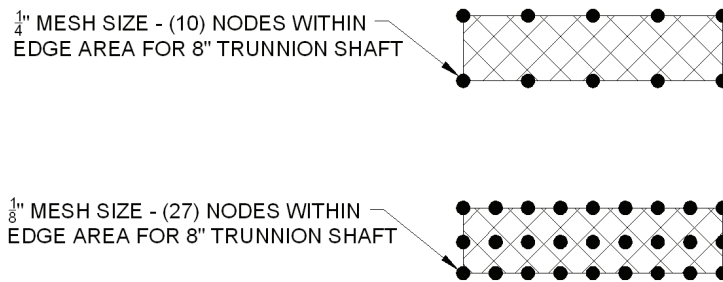 1/4" MESH SIZE - (10) NODES WITHIN
EDGE AREA FOR 8" TRUNNION SHAFT
1/8" MESH SIZE - (27) NODES WITHIN
EDGE AREA FOR 8" TRUNNION SHAFT